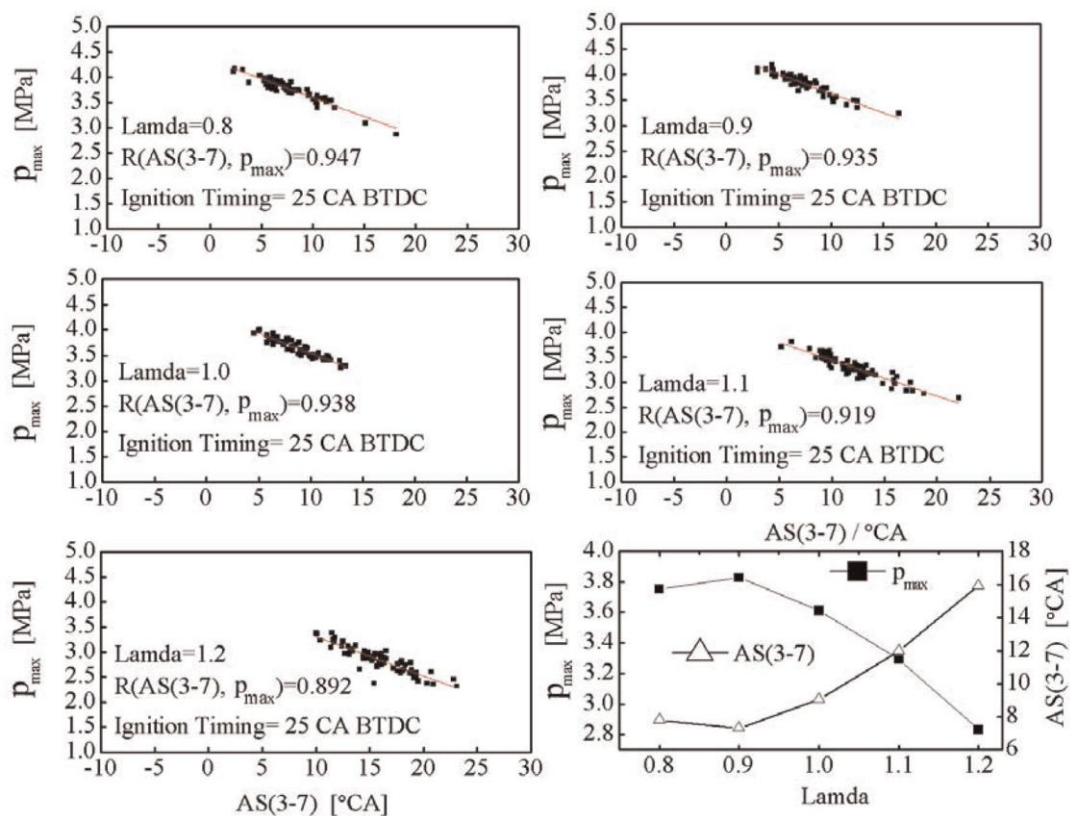 5.0
4.5
4.0
3.5
3.0
2.5
2.0
1.5
1.0
p_max [MPa]
Lamda=0.8
R(AS(3-7), p_max)=0.947
Ignition Timing= 25 CA BTDC
-10 -5 0 5 10 15 20 25 30
5.0
4.5
4.0
3.5
3.0
2.5
2.0
1.5
1.0
p_max [MPa]
Lamda=0.9
R(AS(3-7), p_max)=0.935
Ignition Timing= 25 CA BTDC
-10 -5 0 5 10 15 20 25 30
5.0
4.5
4.0
3.5
3.0
2.5
2.0
1.5
1.0
p_max [MPa]
Lamda=1.0
R(AS(3-7), p_max)=0.938
Ignition Timing= 25 CA BTDC
-10 -5 0 5 10 15 20 25 30
5.0
4.5
4.0
3.5
3.0
2.5
2.0
1.5
1.0
p_max [MPa]
Lamda=1.1
R(AS(3-7), p_max)=0.919
Ignition Timing= 25 CA BTDC
-10 -5 0 5 10 15 20 25 30
AS(3-7) / °CA
5.0
4.5
4.0
3.5
3.0
2.5
2.0
1.5
1.0
p_max [MPa]
Lamda=1.2
R(AS(3-7), p_max)=0.892
Ignition Timing= 25 CA BTDC
-10 -5 0 5 10 15 20 25 30
AS(3-7) [°CA]
4.0
3.8
3.6
3.4
3.2
3.0
2.8
p_max [MPa]
p_max
AS(3-7)
18
16
14
12
10
8
6
AS(3-7) [°CA]
0.8 0.9 1.0 1.1 1.2
Lamda